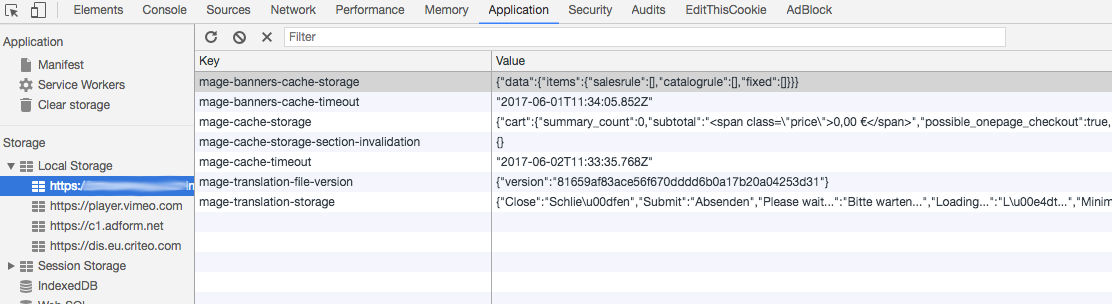 Elements Console Sources Network Performance Memory Application Security Audits EditThisCookie AdBlock
Application
Manifest
Service Workers
Clear storage
Storage
Local Storage
https:
https://player.vimeo.com
https://c1.adform.net
https://dis.eu.criteo.com
Session Storage
IndexedDB
Filter
Key Value
mage-banners-cache-storage {"data":{"items":{"salesrule":[],"catalogrule":[],"fixed":[]}}}
mage-banners-cache-timeout "2017-06-01T11:34:05.852Z"
mage-cache-storage {"cart":{"summary_count":0,"subtotal":"<span class=\"price\">0,00 €</span>","possible_onepage_checkout":true,
mage-cache-storage-section-invalidation {}
mage-cache-timeout "2017-06-02T11:33:35.768Z"
mage-translation-file-version {"version":"81659af83ace56f670dddd6b0a17b20a04253d31"}
mage-translation-storage {"Close":"Schlie\u00dfen","Submit":"Absenden","Please wait...":"Bitte warten...","Loading...":"L\u00e4dt...","Minim